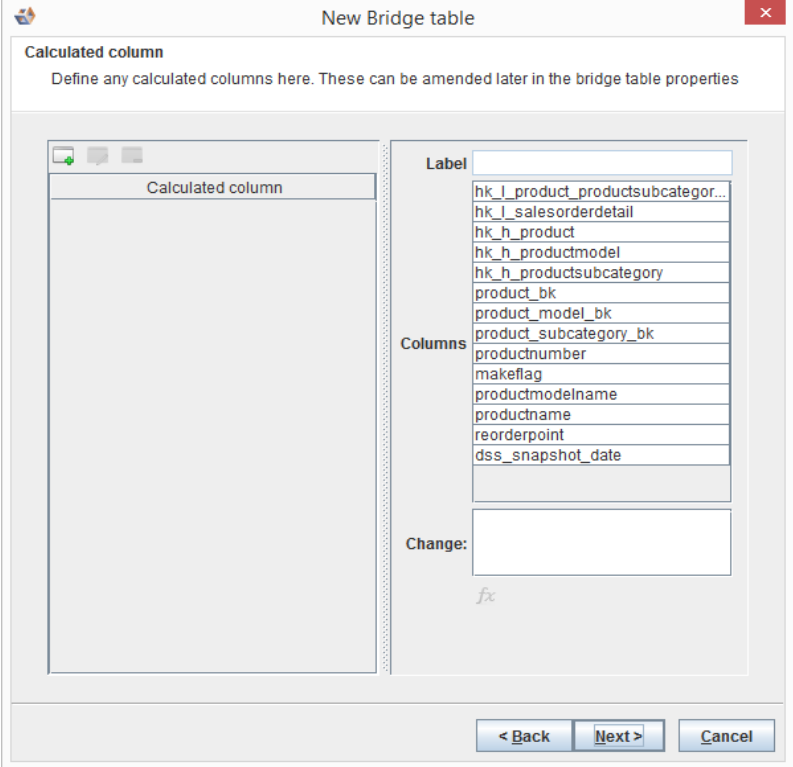 New Bridge table
Calculated column
Define any calculated columns here. These can be amended later in the bridge table properties
Calculated column
Label
hk_l_product_productsubcategor...
hk_l_salesorderdetail
hk_h_product
hk_h_productmodel
hk_h_productsubcategory
product_bk
product_model_bk
product_subcategory_bk
Columns
productnumber
makeflag
productmodelname
productname
reorderpoint
dss_snapshot_date
Change:
fx
< Back
Next >
Cancel